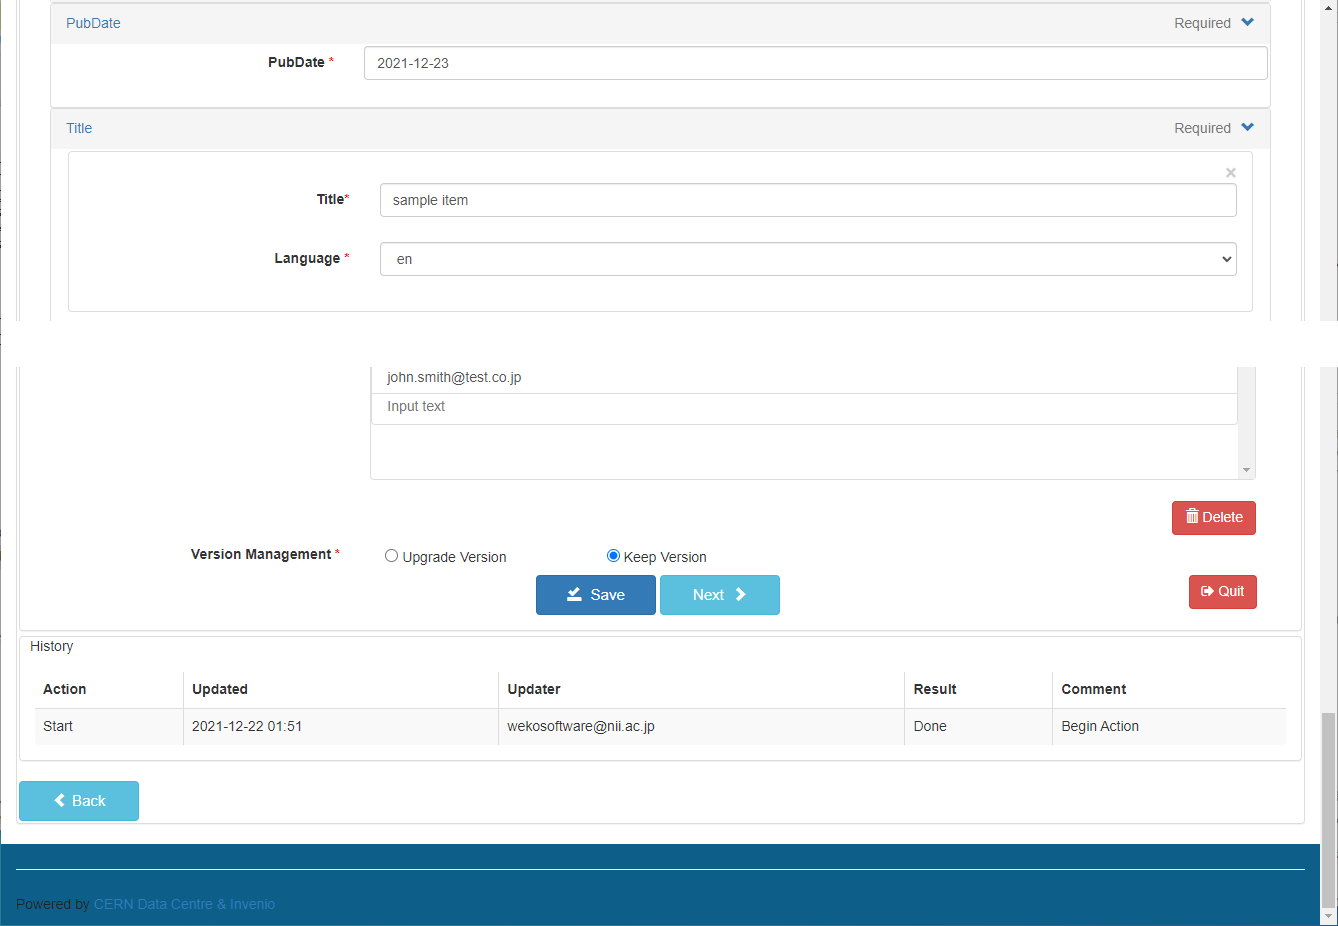 PubDate Required
PubDate * 2021-12-23
Title Required
×
Title* sample item
Language * en
john.smith@test.co.jp
Input text
Delete
Version Management * Upgrade Version Keep Version
Save Next Quit
History
Action Updated Updater Result Comment
Start 2021-12-22 01:51 wekosoftware@nii.ac.jp Done Begin Action
Back
Powered by CERN Data Centre & Invenio